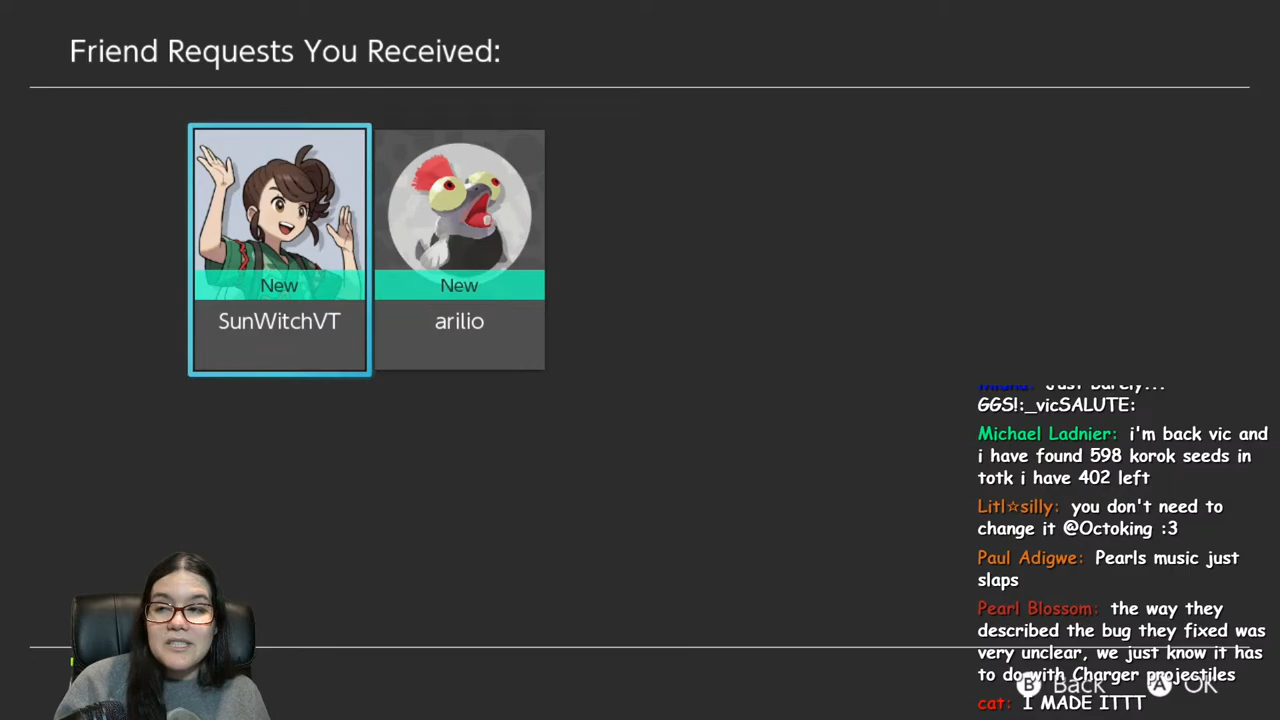 Friend Requests You Received:
New
New
SunWitchVT
arilio
GGS!:_vicSALUTE:
Michael Ladnier: i'm back vic and
i have found 598 korok seeds in
totk i have 402 left
Litl☆silly: you don't need to
change it @Octoking :3
Paul Adigwe: Pearls music just
slaps
Pearl Blossom: the way they
described the bug they fixed was
very unclear, we just know it has
to do with Charger projectiles
cat: I MADE ITTT
B Back A OK